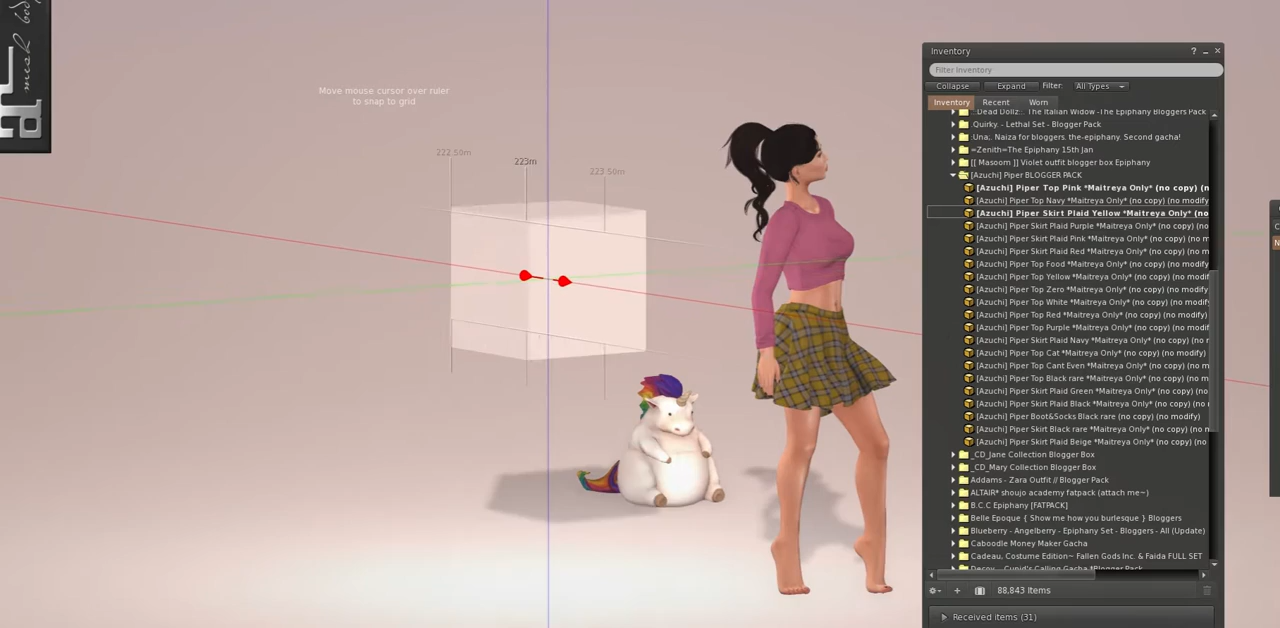 mesh body
Move mouse cursor over ruler
to snap to grid
222.50m
223m
223.50m
Inventory
? _ ×
Filter Inventory
Collapse Expand Filter: All Types
Inventory Recent Worn
::Dead Dollz:. The Italian Widow -The Epiphany Bloggers Pack
:Quirky. - Lethal Set - Blogger Pack
:Una;. Naiza for bloggers. the-epiphany. Second gacha!
=Zenith=The Epiphany 15th Jan
[[ Masoom ]] Violet outfit blogger box Epiphany
[Azuchi] Piper BLOGGER PACK
[Azuchi] Piper Top Pink *Maitreya Only* (no copy) (n
[Azuchi] Piper Top Navy *Maitreya Only* (no copy) (no modify
[Azuchi] Piper Skirt Plaid Yellow *Maitreya Only* (no
[Azuchi] Piper Skirt Plaid Purple *Maitreya Only* (no copy) (no
[Azuchi] Piper Skirt Plaid Pink *Maitreya Only* (no copy) (no m
[Azuchi] Piper Skirt Plaid Red *Maitreya Only* (no copy) (no m
[Azuchi] Piper Top Food *Maitreya Only* (no copy) (no modify)
[Azuchi] Piper Top Yellow *Maitreya Only* (no copy) (no modif
[Azuchi] Piper Top Zero *Maitreya Only* (no copy) (no modify)
[Azuchi] Piper Top White *Maitreya Only* (no copy) (no modify
[Azuchi] Piper Top Red *Maitreya Only* (no copy) (no modify)
[Azuchi] Piper Top Purple *Maitreya Only* (no copy) (no modif
[Azuchi] Piper Skirt Plaid Navy *Maitreya Only* (no copy) (no
[Azuchi] Piper Top Cat *Maitreya Only* (no copy) (no modify)
[Azuchi] Piper Top Cant Even *Maitreya Only* (no copy) (no m
[Azuchi] Piper Top Black rare *Maitreya Only* (no copy) (no m
[Azuchi] Piper Skirt Plaid Green *Maitreya Only* (no copy) (no
[Azuchi] Piper Skirt Plaid Black *Maitreya Only* (no copy) (no
[Azuchi] Piper Boot&Socks Black rare (no copy) (no modify)
[Azuchi] Piper Skirt Black rare *Maitreya Only* (no copy) (no n
[Azuchi] Piper Skirt Plaid Beige *Maitreya Only* (no copy) (no
_CD_Jane Collection Blogger Box
_CD_Mary Collection Blogger Box
Addams - Zara Outfit // Blogger Pack
ALTAIR* shoujo academy fatpack (attach me~)
B.C.C Epiphany [FATPACK]
Belle Epoque { Show me how you burlesque } Bloggers
Blueberry - Angelberry - Epiphany Set - Bloggers - All (Update)
Caboodle Money Maker Gacha
Cadeau, Costume Edition~ Fallen Gods Inc. & Faida FULL SET
88,843 Items
Received items (31)